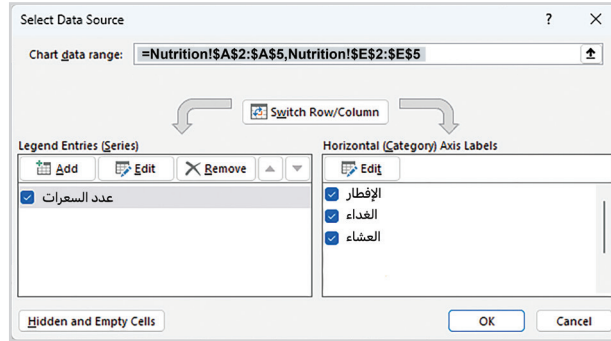 Select Data Source ? ×
Chart data range: =Nutrition!$A$2:$A$5,Nutrition!$E$2:$E$5
Switch Row/Column
Legend Entries (Series)
Add Edit Remove
عدد السعرات
Horizontal (Category) Axis Labels
Edit
الإفطار
الغداء
العشاء
Hidden and Empty Cells
OK Cancel